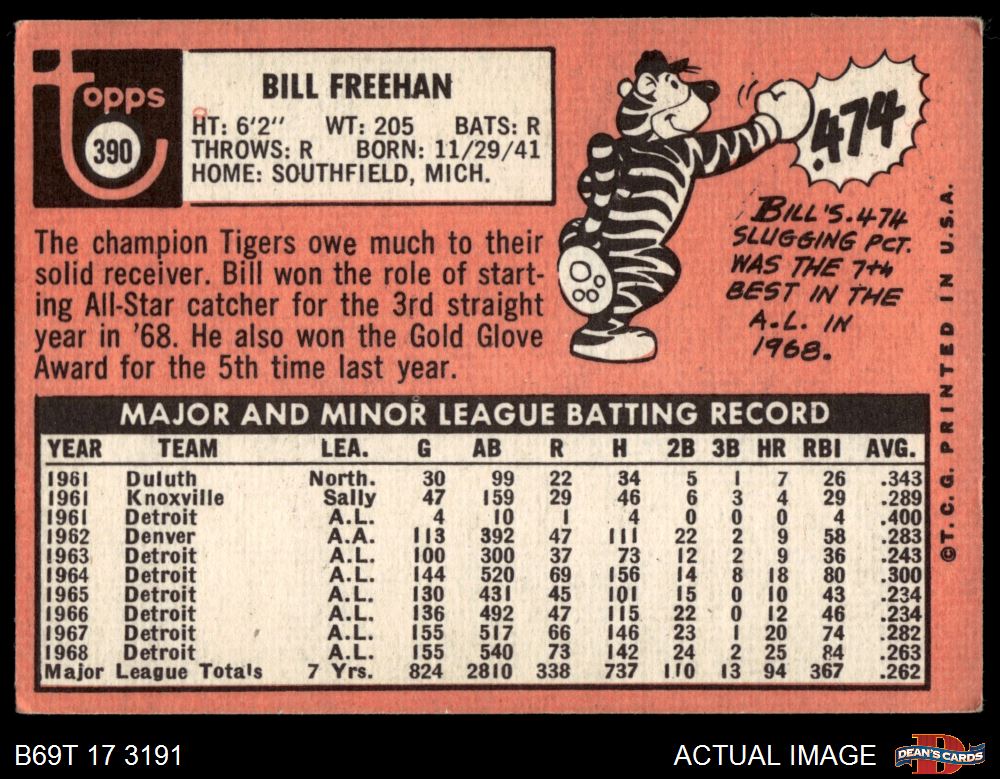 topps
390
BILL FREEHAN
HT: 6'2" WT: 205 BATS: R
THROWS: R BORN: 11/29/41
HOME: SOUTHFIELD, MICH.
The champion Tigers owe much to their
solid receiver. Bill won the role of start-
ing All-Star catcher for the 3rd straight
year in '68. He also won the Gold Glove
Award for the 5th time last year.
.474
BILL'S .474
SLUGGING PCT.
WAS THE 7th
BEST IN THE
A.L. IN
1968.
©T.C.G. PRINTED IN U.S.A.
MAJOR AND MINOR LEAGUE BATTING RECORD
YEAR TEAM LEA. G AB R H 2B 3B HR RBI AVG.
1961 Duluth North. 30 99 22 34 5 1 7 26 .343
1961 Knoxville Sally 47 159 29 46 6 3 4 29 .289
1961 Detroit A.L. 4 10 1 4 0 0 0 4 .400
1962 Denver A.A. 113 392 47 111 22 2 9 58 .283
1963 Detroit A.L. 100 300 37 73 12 2 9 36 .243
1964 Detroit A.L. 144 520 69 156 14 8 18 80 .300
1965 Detroit A.L. 130 431 45 101 15 0 10 43 .234
1966 Detroit A.L. 136 492 47 115 22 0 12 46 .234
1967 Detroit A.L. 155 517 66 146 23 1 20 74 .282
1968 Detroit A.L. 155 540 73 142 24 2 25 84 .263
Major League Totals 7 Yrs. 824 2810 338 737 110 13 94 367 .262
B69T 17 3191
ACTUAL IMAGE
DEAN'S CARDS